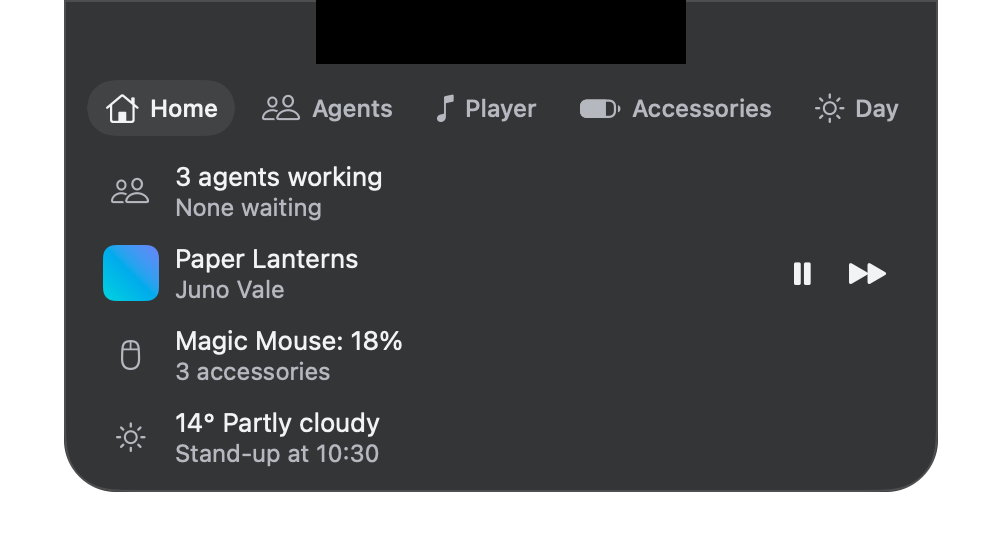 Home Agents Player Accessories Day
3 agents working
None waiting
Paper Lanterns
Juno Vale
Magic Mouse: 18%
3 accessories
14° Partly cloudy
Stand-up at 10:30